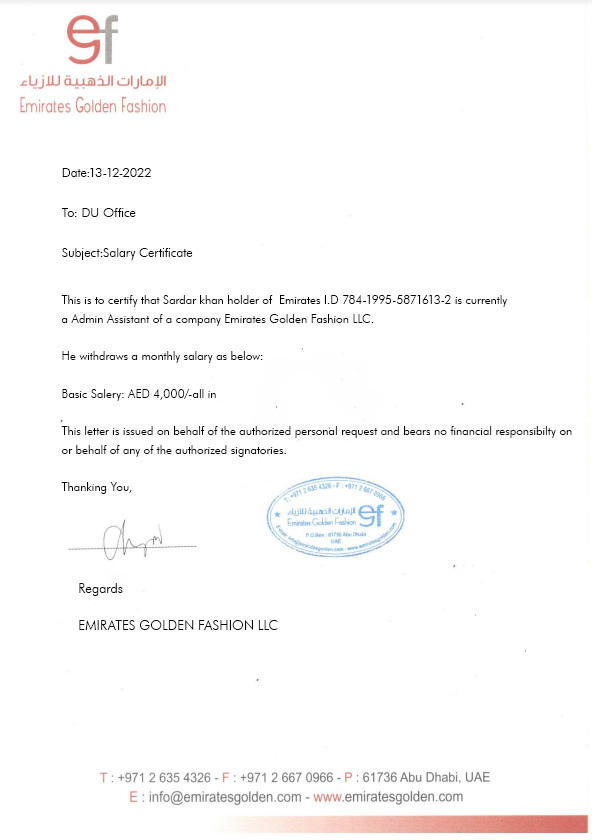 ef
الإمارات الذهبية للازياء
Emirates Golden Fashion
Date:13-12-2022
To: DU Office
Subject:Salary Certificate
This is to certify that Sardar khan holder of Emirates I.D 784-1995-5871613-2 is currently
a Admin Assistant of a company Emirates Golden Fashion LLC.
He withdraws a monthly salary as below:
Basic Salery: AED 4,000/-all in
This letter is issued on behalf of the authorized personal request and bears no financial responsibilty on
or behalf of any of the authorized signatories.
Thanking You,
T: +971 2 635 4326 - F: +971 2 667 0966
الإمارات الذهبية للازياء
Emirates Golden Fashion
ef
P.O.Box : 61736 Abu Dhabi
UAE
E-mail: info@emiratesgolden.com - www.emiratesgolden.com
Regards
EMIRATES GOLDEN FASHION LLC
T : +971 2 635 4326 - F : +971 2 667 0966 - P : 61736 Abu Dhabi, UAE
E : info@emiratesgolden.com - www.emiratesgolden.com